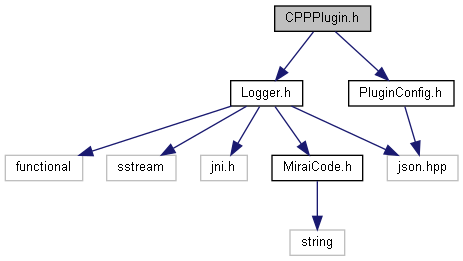 CPPPlugin.h
Logger.h
PluginConfig.h
functional
sstream
jni.h
MiraiCode.h
json.hpp
string